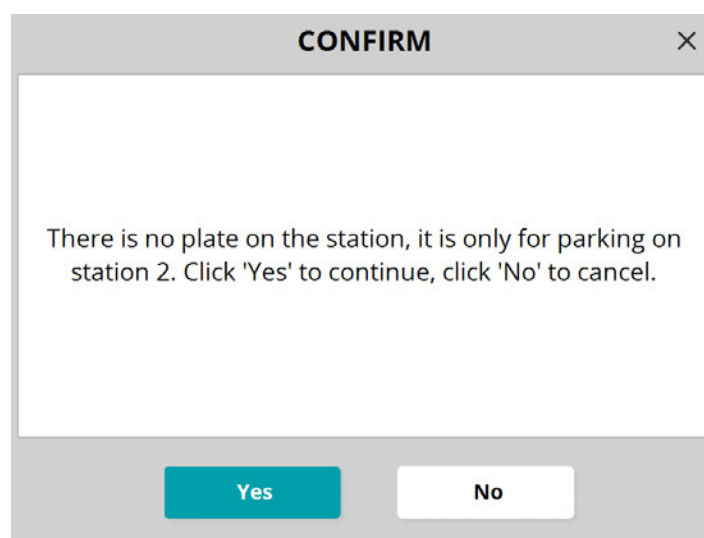 CONFIRM
There is no plate on the station, it is only for parking on
station 2. Click 'Yes' to continue, click 'No' to cancel.
Yes No